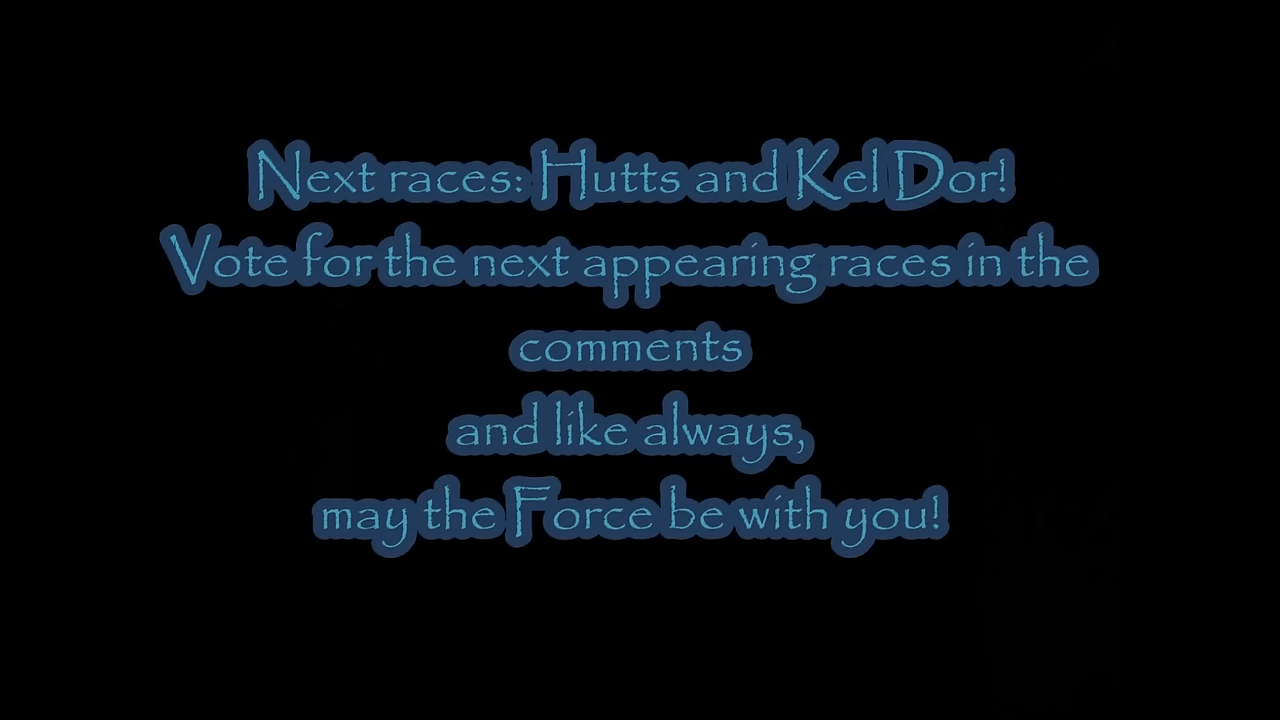 Next races: Hutts and Kel Dor!
Vote for the next appearing races in the
comments
and like always,
may the Force be with you!